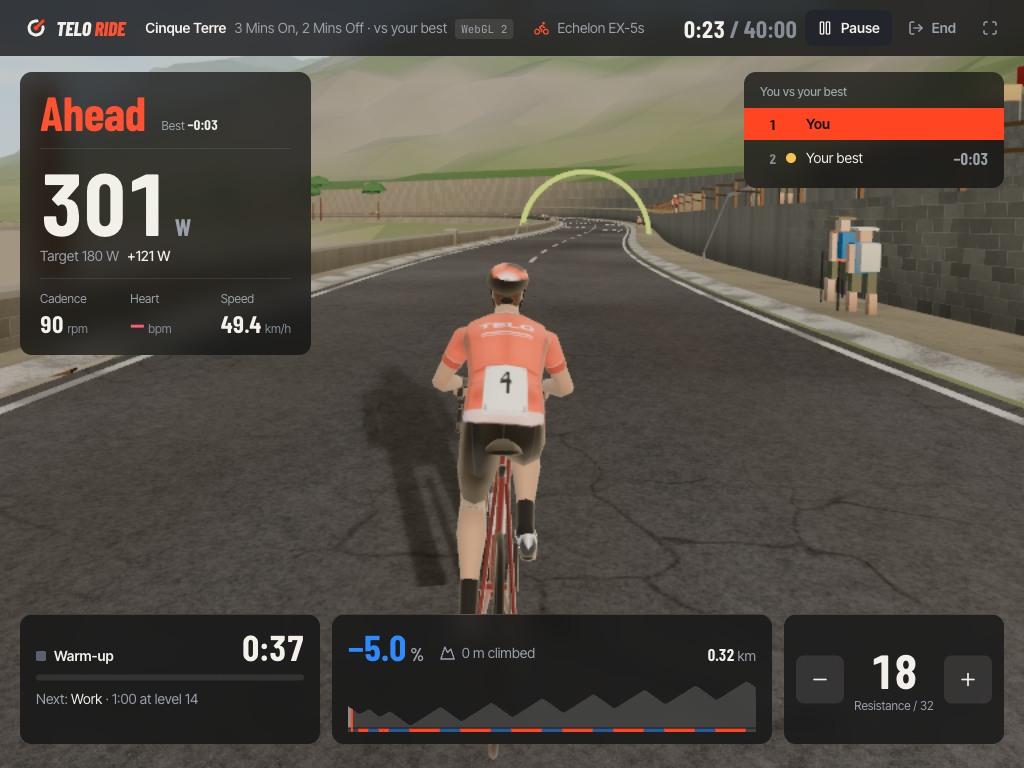 TELO RIDE Cinque Terre 3 Mins On, 2 Mins Off · vs your best WebGL 2 Echelon EX-5s 0:23 / 40:00 Pause End
Ahead Best −0:03
301 W
Target 180 W +121 W
Cadence Heart Speed
90 rpm – bpm 49.4 km/h
You vs your best
1 You
2 Your best −0:03
TELO
4
Warm-up 0:37
Next: Work · 1:00 at level 14
−5.0 % 0 m climbed 0.32 km
− 18 +
Resistance / 32